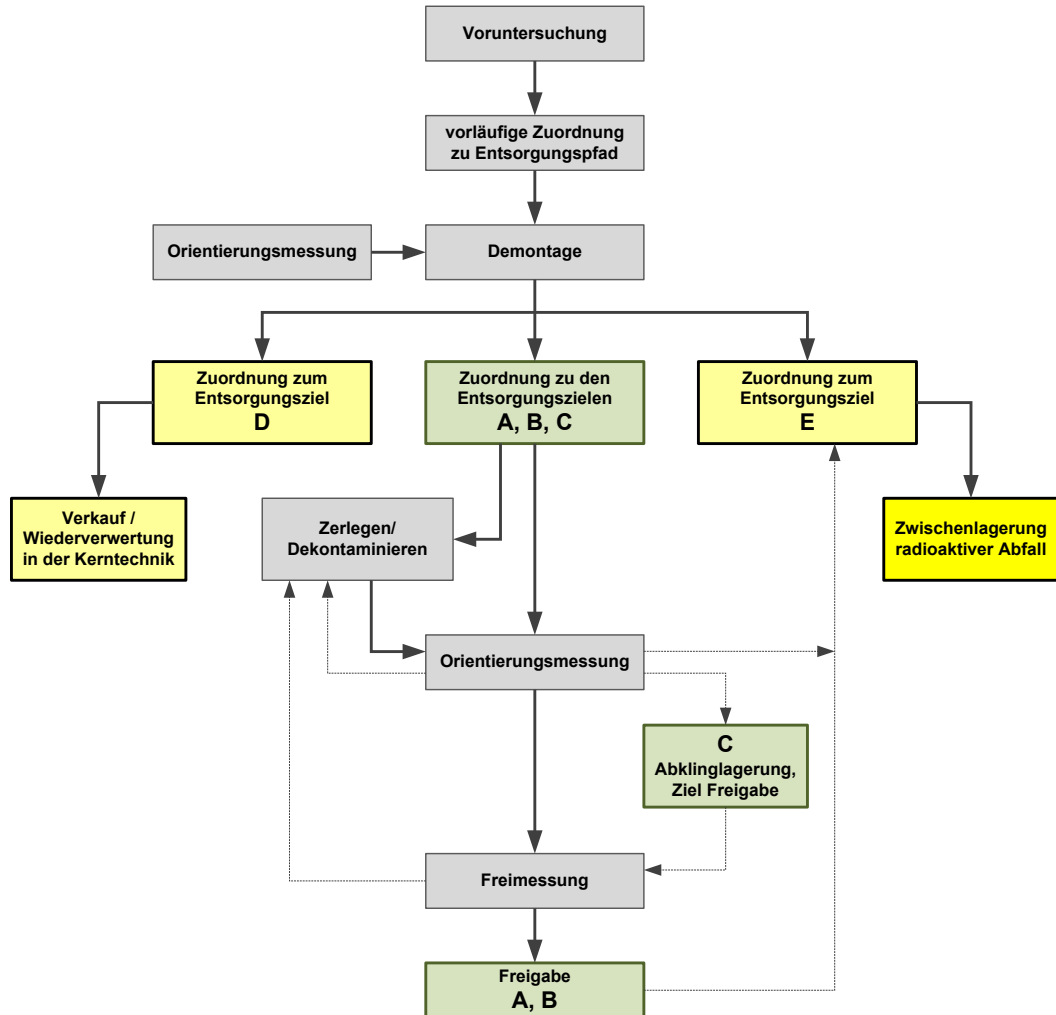 Voruntersuchung
vorläufige Zuordnung
zu Entsorgungspfad
Orientierungsmessung
Demontage
Zuordnung zum
Entsorgungsziel
D
Zuordnung zu den
Entsorgungszielen
A, B, C
Zuordnung zum
Entsorgungsziel
E
Verkauf /
Wiederverwertung
in der Kerntechnik
Zerlegen/
Dekontaminieren
Zwischenlagerung
radioaktiver Abfall
Orientierungsmessung
C
Abklinglagerung,
Ziel Freigabe
Freimessung
Freigabe
A, B